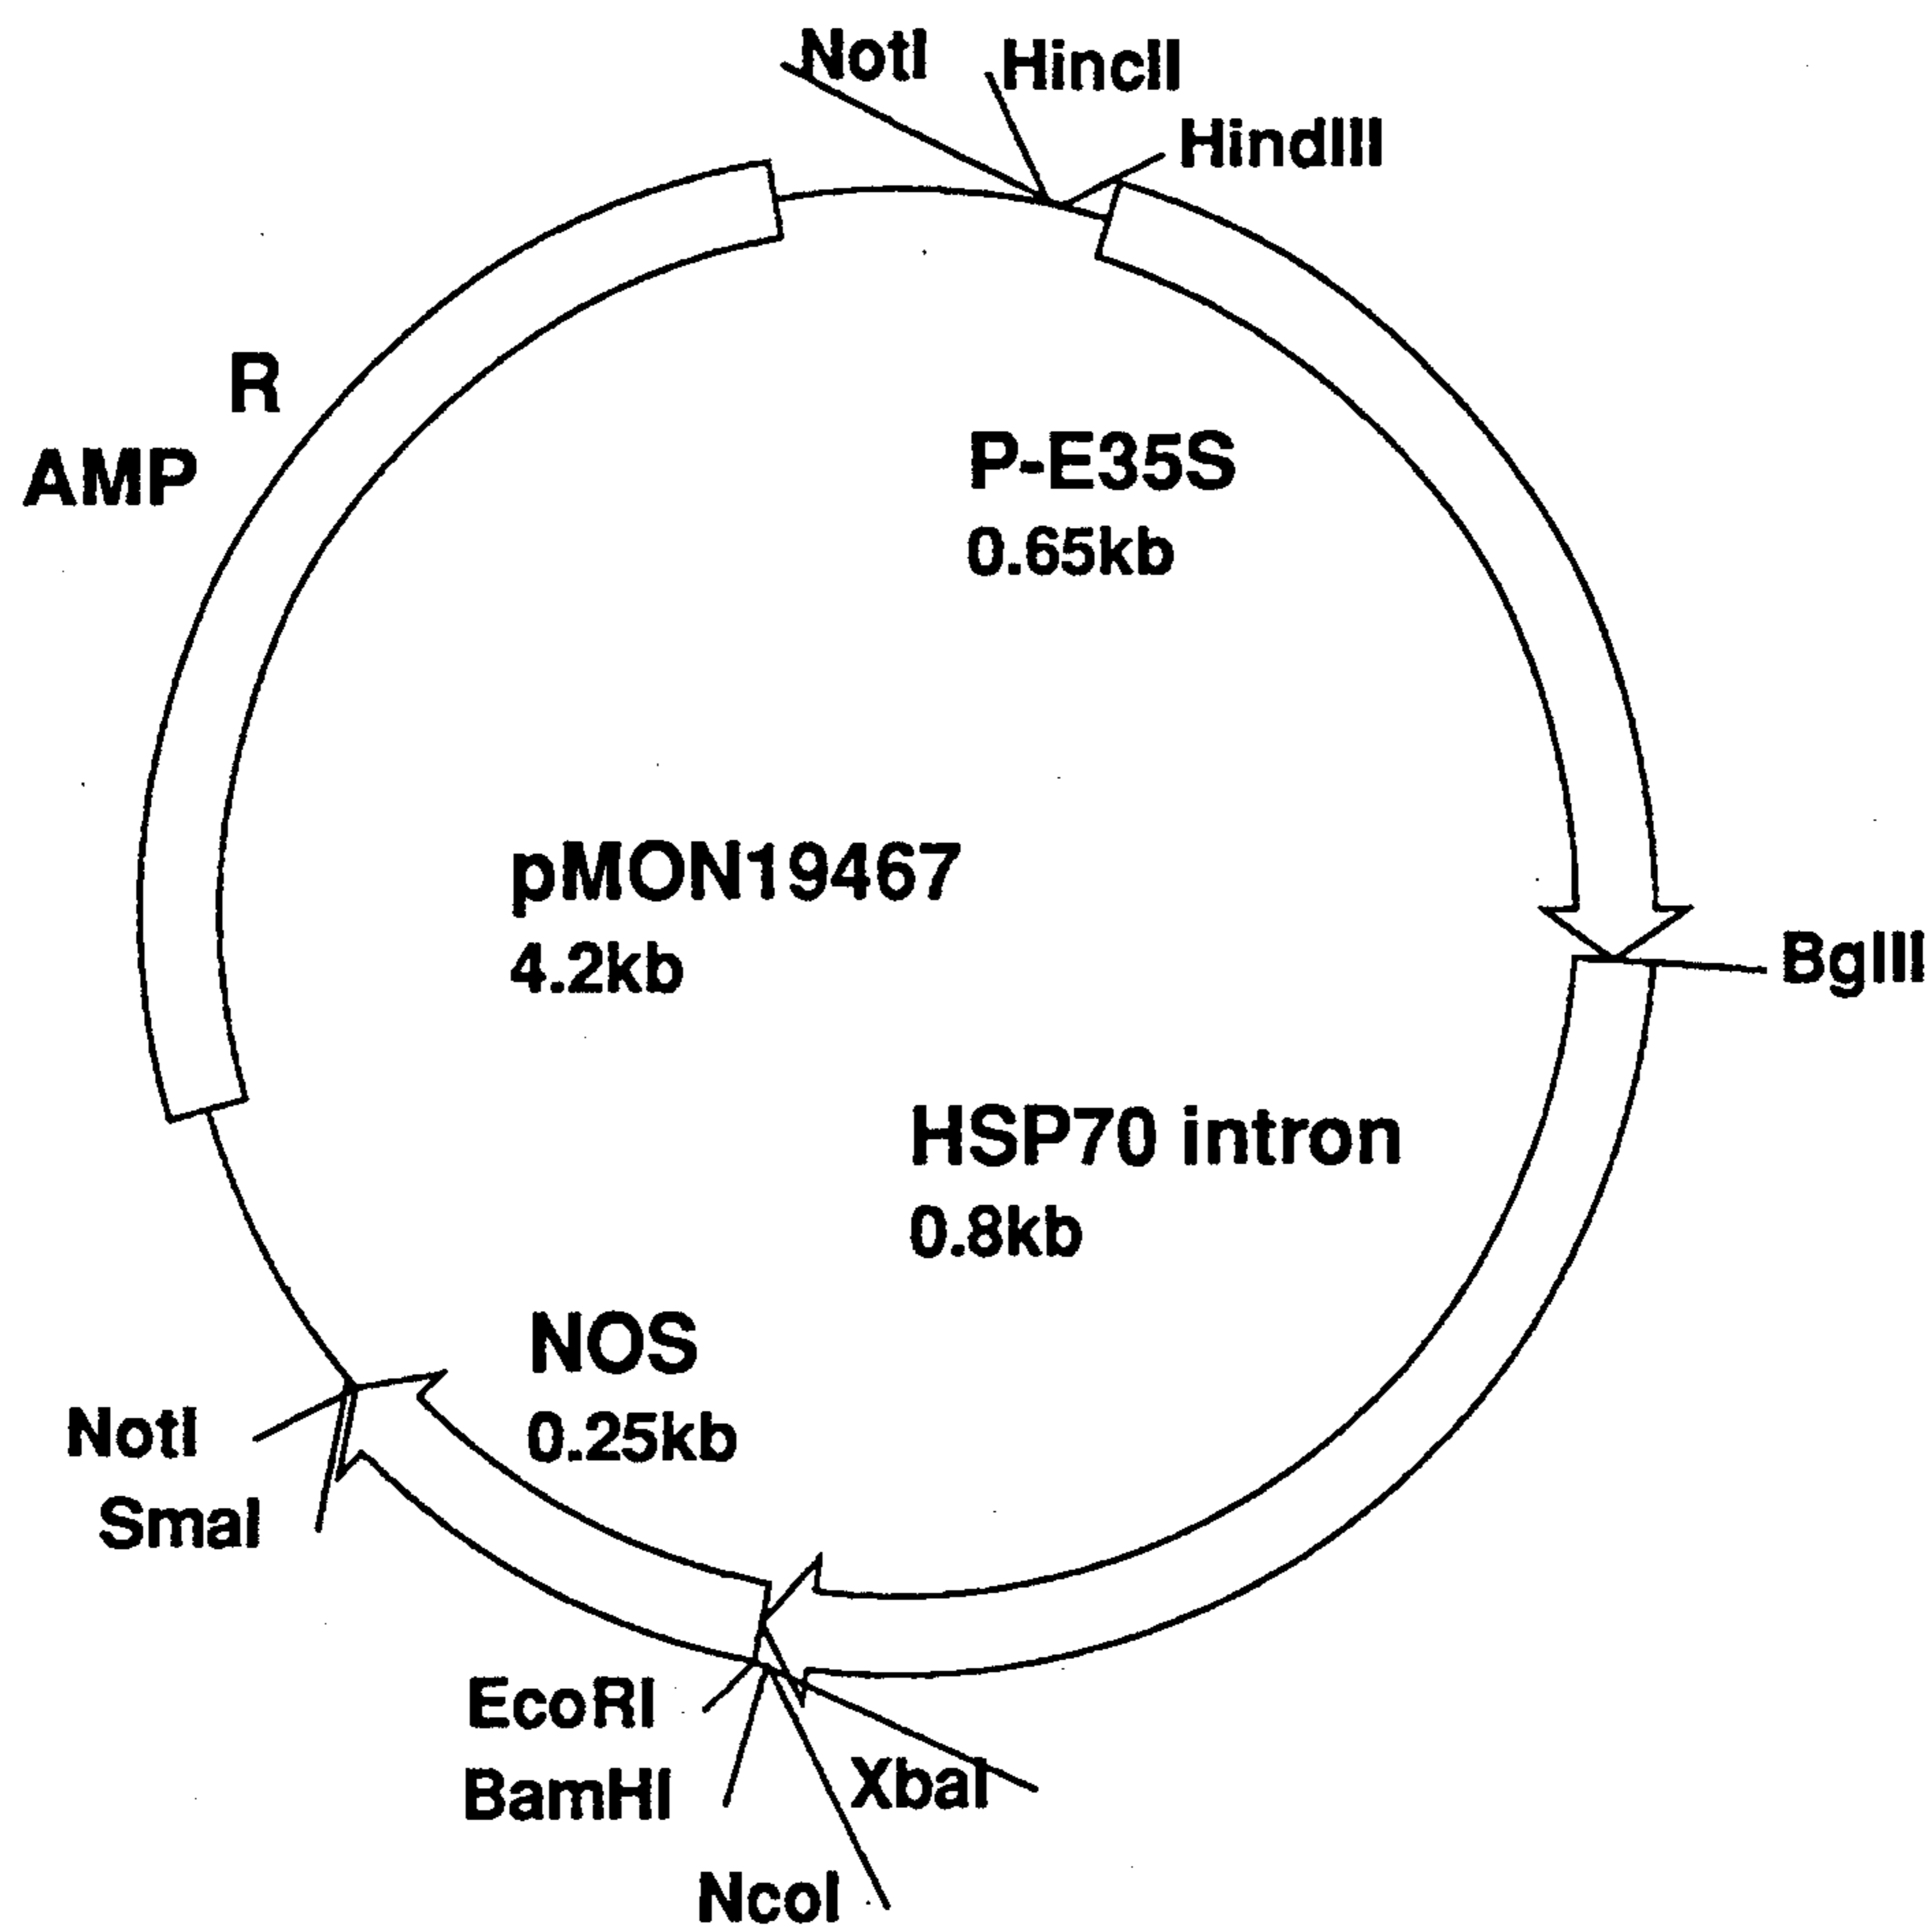 NotI
HincII
HindIII
R
AMP
P-E35S
0.65kb
pMON19467
4.2kb
BglII
HSP70 intron
0.8kb
NOS
0.25kb
NotI
SmaI
EcoRI
BamHI
XbaI
NcoI